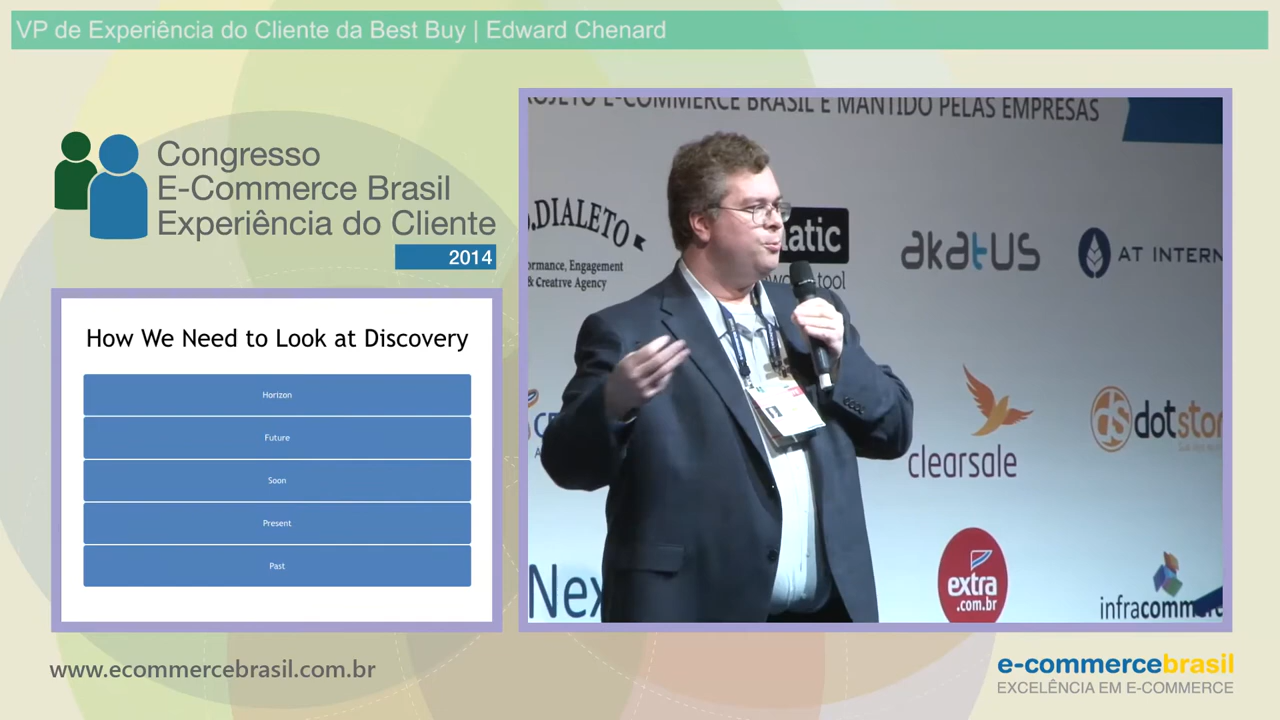 VP de Experiência do Cliente da Best Buy | Edward Chenard
Congresso
E-Commerce Brasil
Experiência do Cliente
2014
How We Need to Look at Discovery
Horizon
Future
Soon
Present
Past
E-COMMERCE BRASIL É MANTIDO PELAS EMPRESAS
DIALETO
Engagement
& Creative Agency
akatus
AT INTERN
clearsale
dotstor
Nex
extra
.com.br
infracomm
www.ecommercebrasil.com.br
e-commercebrasil
EXCELÊNCIA EM E-COMMERCE